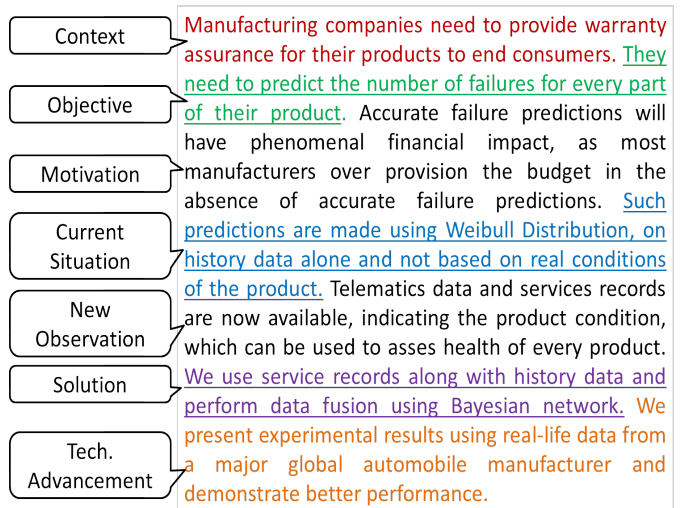 Context
Objective
Motivation
Current
Situation
New
Observation
Solution
Tech.
Advancement
Manufacturing companies need to provide warranty
assurance for their products to end consumers. They
need to predict the number of failures for every part
of their product. Accurate failure predictions will
have phenomenal financial impact, as most
manufacturers over provision the budget in the
absence of accurate failure predictions. Such
predictions are made using Weibull Distribution, on
history data alone and not based on real conditions
of the product. Telematics data and services records
are now available, indicating the product condition,
which can be used to asses health of every product.
We use service records along with history data and
perform data fusion using Bayesian network. We
present experimental results using real-life data from
a major global automobile manufacturer and
demonstrate better performance.